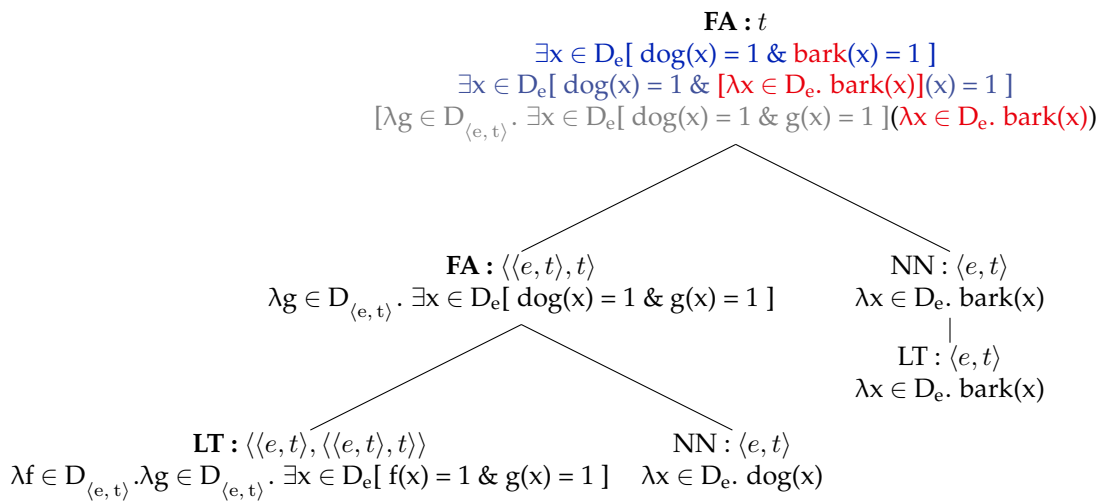 FA : t
∃x ∈ Dₑ[ dog(x) = 1 & bark(x) = 1 ]
∃x ∈ Dₑ[ dog(x) = 1 & [λx ∈ Dₑ. bark(x)](x) = 1 ]
[λg ∈ D⟨e, t⟩. ∃x ∈ Dₑ[ dog(x) = 1 & g(x) = 1 ](λx ∈ Dₑ. bark(x))
FA : ⟨⟨e, t⟩, t⟩
λg ∈ D⟨e, t⟩. ∃x ∈ Dₑ[ dog(x) = 1 & g(x) = 1 ]
NN : ⟨e, t⟩
λx ∈ Dₑ. bark(x)
LT : ⟨e, t⟩
λx ∈ Dₑ. bark(x)
LT : ⟨⟨e, t⟩, ⟨⟨e, t⟩, t⟩⟩
λf ∈ D⟨e, t⟩.λg ∈ D⟨e, t⟩. ∃x ∈ Dₑ[ f(x) = 1 & g(x) = 1 ]
NN : ⟨e, t⟩
λx ∈ Dₑ. dog(x)